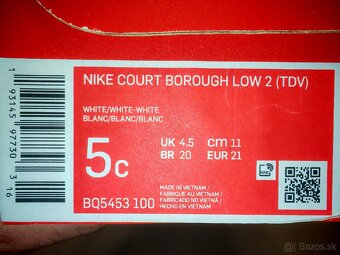 NIKE COURT BOROUGH LOW 2 (TDV)
WHITE/WHITE-WHITE
BLANC/BLANC/BLANC
5C
UK 4.5 cm 11
BR 20 EUR 21
MADE IN VIETNAM /
FABRIQUE AU VIETNAM /
FABRICADO NO VIETNÃ /
HECHO EN VIETNAM
BQ5453 100
1 93145 97730 3 16
bazos.sk